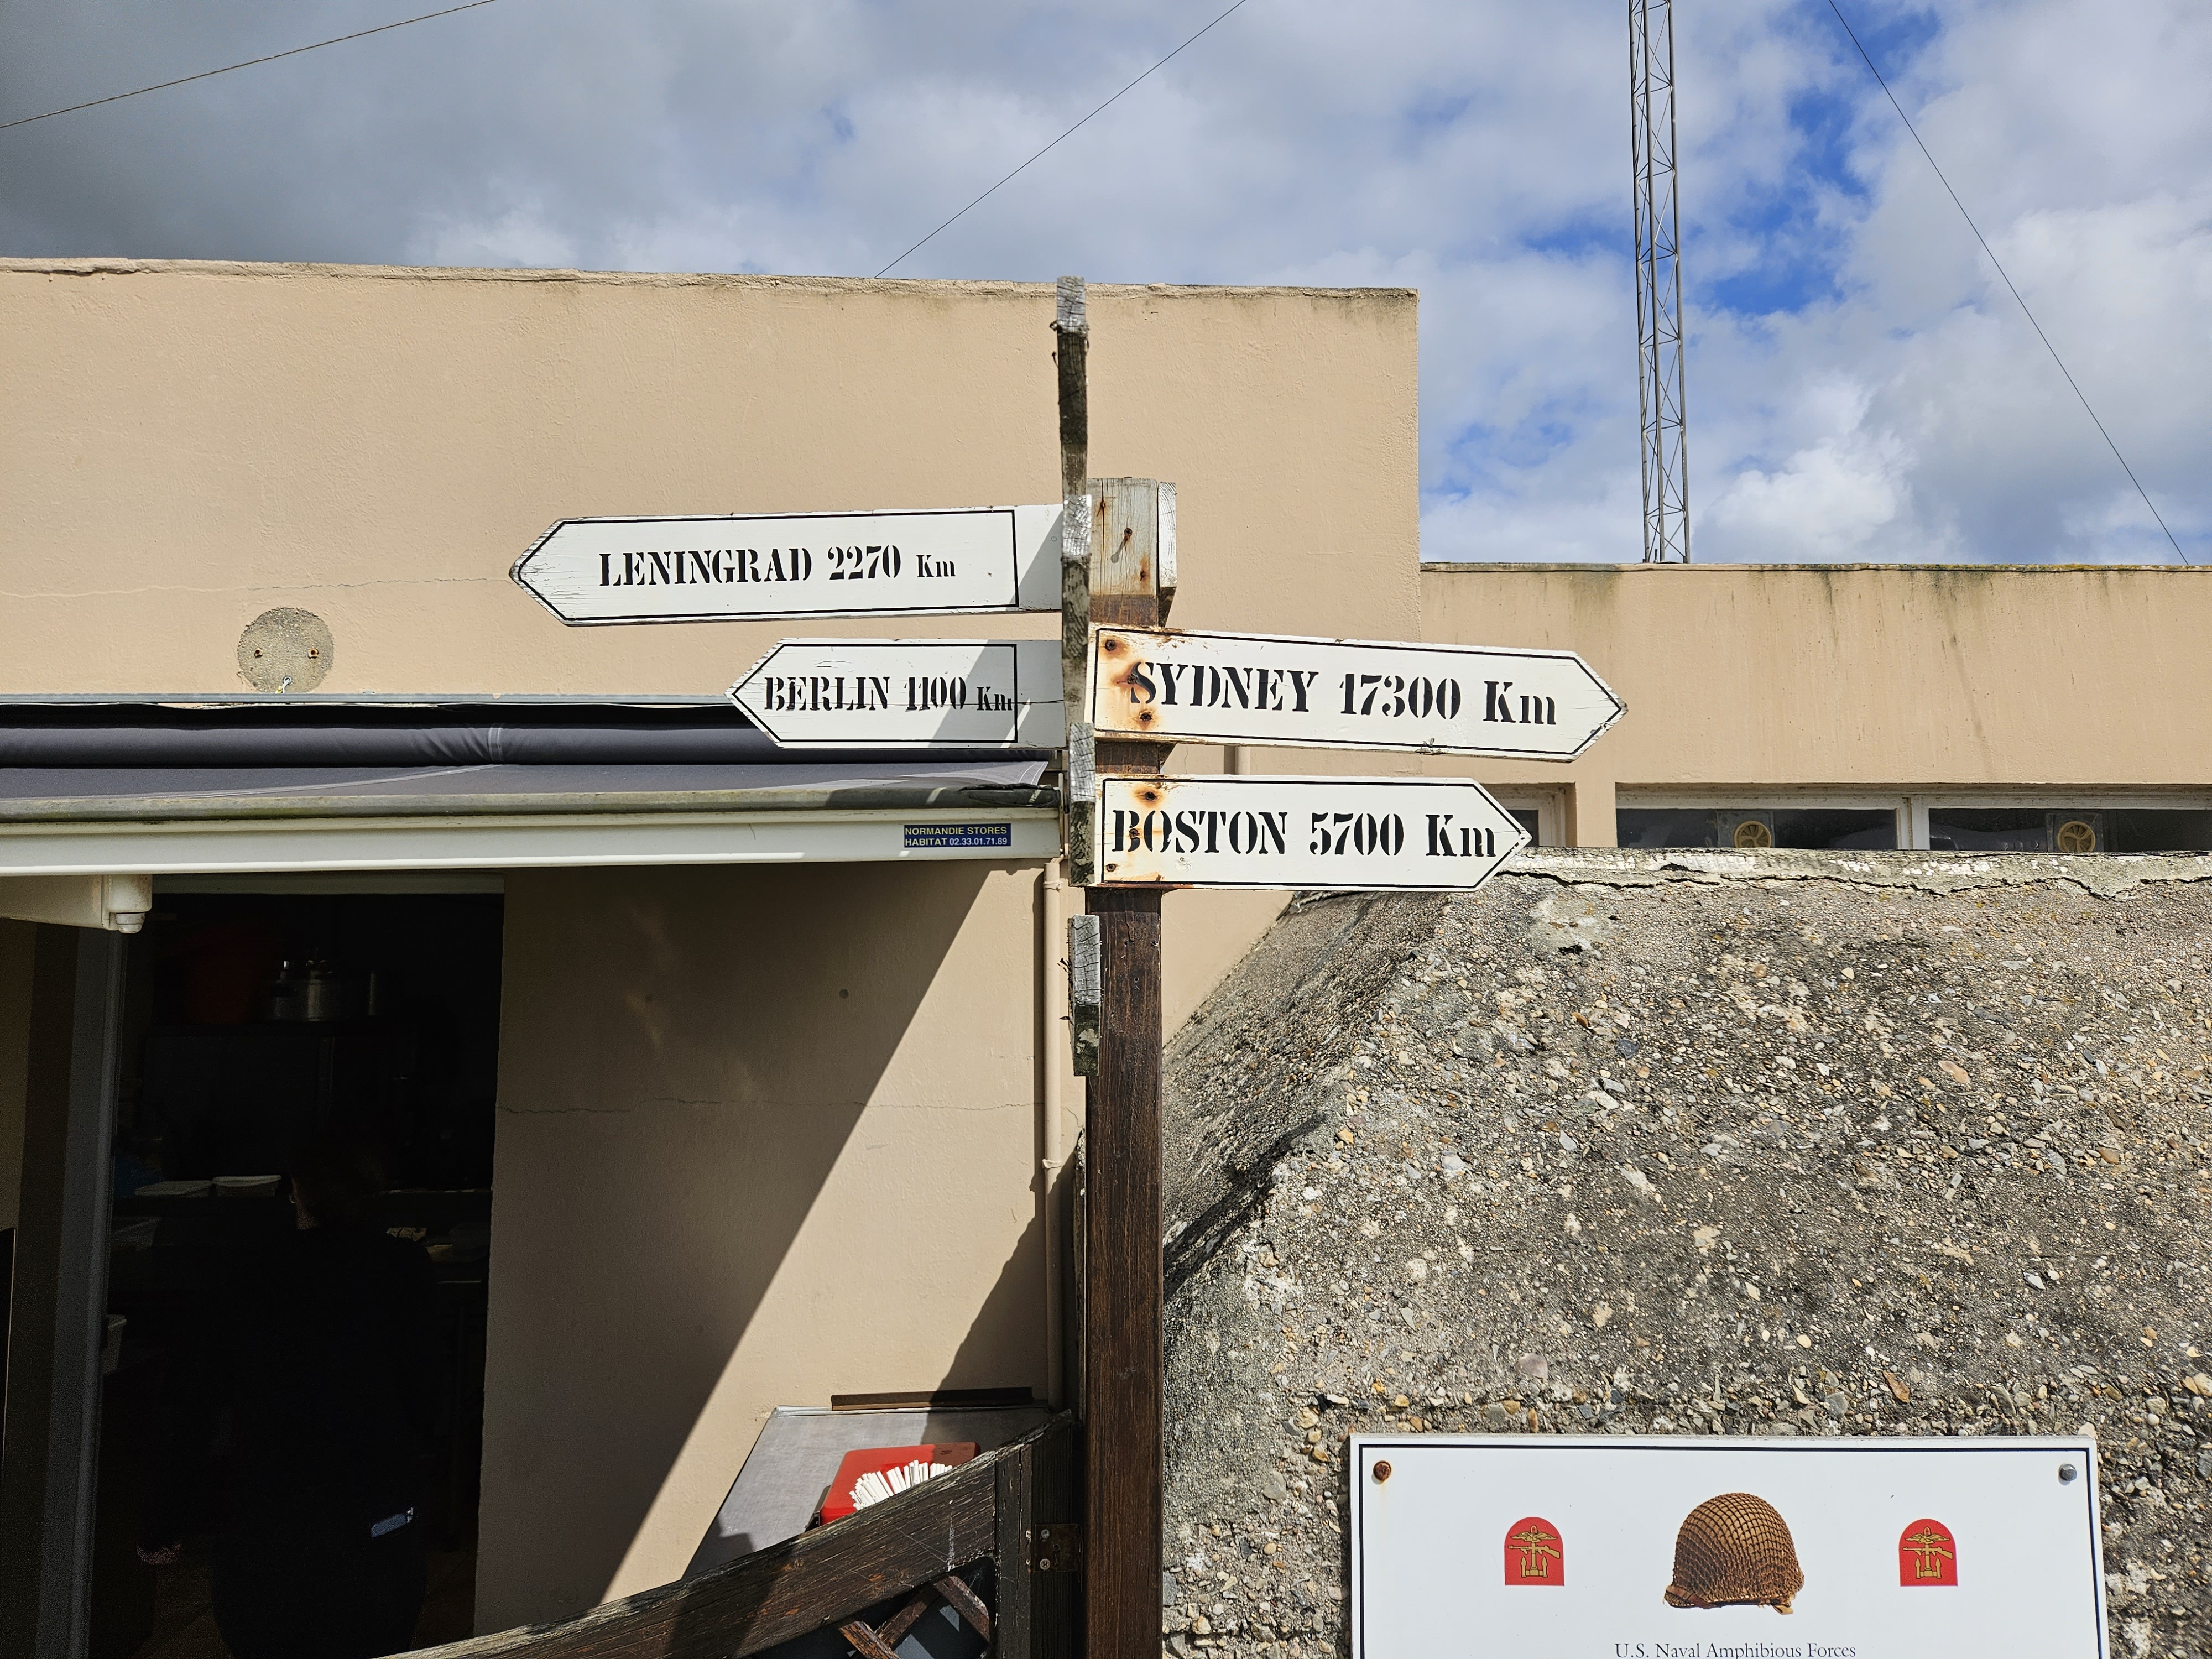 LENINGRAD 2270 Km
BERLIN 1100 Km
SYDNEY 17300 Km
BOSTON 5700 Km
NORMANDIE STORES
HABITAT 02.33.01.71.89
U.S. Naval Amphibious Forces